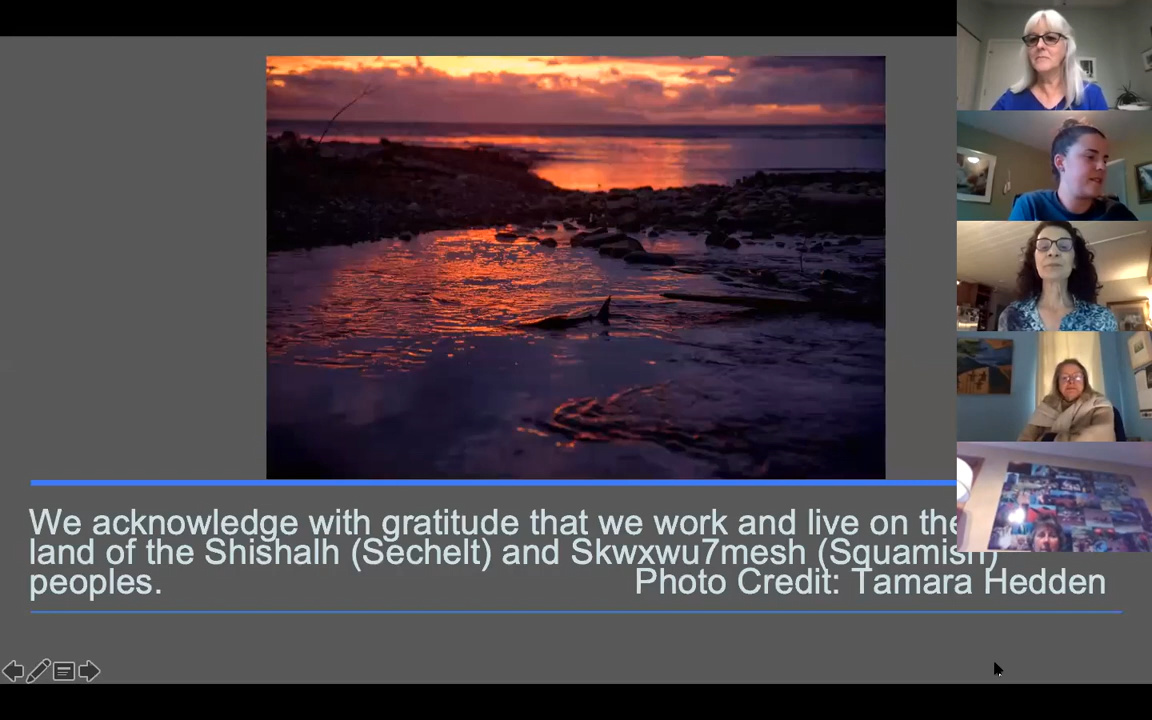 We acknowledge with gratitude that we work and live on the
land of the Shishalh (Sechelt) and Skwxwu7mesh (Squamish)
peoples. Photo Credit: Tamara Hedden